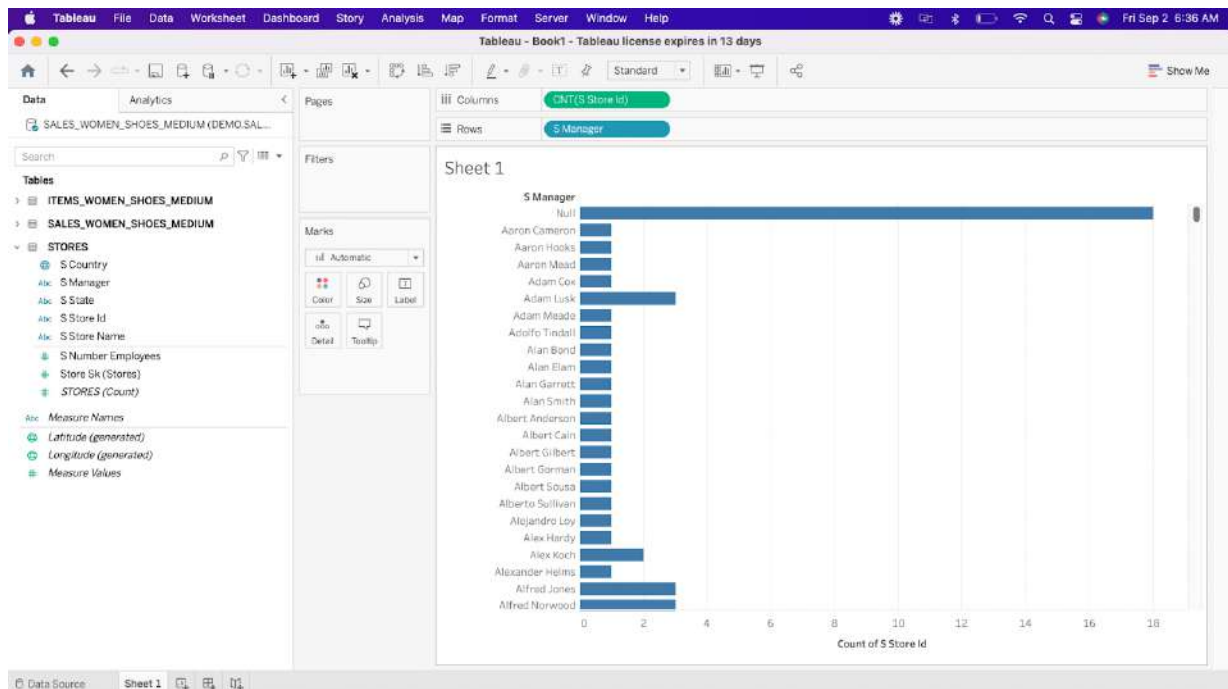 Tableau File Data Worksheet Dashboard Story Analysis Map Format Server Window Help Fri Sep 2 6:36 AM
Tableau - Book1 - Tableau license expires in 13 days
Standard Show Me
Data Analytics
SALES_WOMEN_SHOES_MEDIUM (DEMO.SAL...
Search
Tables
ITEMS_WOMEN_SHOES_MEDIUM
SALES_WOMEN_SHOES_MEDIUM
STORES
S Country
Abc S Manager
Abc S State
Abc S Store Id
Abc S Store Name
# S Number Employees
# Store Sk (Stores)
# STORES (Count)
Abc Measure Names
Latitude (generated)
Longitude (generated)
# Measure Values
Pages
Filters
Marks
Automatic
Color Size Label
Detail Tooltip
Columns CNT(S Store Id)
Rows S Manager
Sheet 1
S Manager
Null
Aaron Cameron
Aaron Hooks
Aaron Mead
Adam Cox
Adam Lusk
Adam Meade
Adolfo Tindall
Alan Bond
Alan Elam
Alan Garrett
Alan Smith
Albert Anderson
Albert Cain
Albert Gilbert
Albert Gorman
Albert Sousa
Alberto Sullivan
Alejandro Loy
Alex Hardy
Alex Koch
Alexander Helms
Alfred Jones
Alfred Norwood
0 2 4 6 8 10 12 14 16 18
Count of S Store Id
Data Source Sheet 1